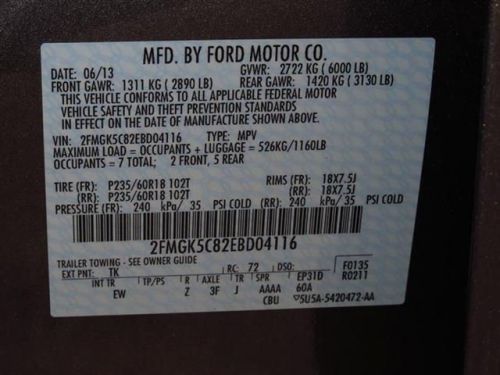 MFD. BY FORD MOTOR CO.
DATE: 06/13 GVWR: 2722 KG ( 6000 LB)
FRONT GAWR: 1311 KG ( 2890 LB) REAR GAWR: 1420 KG ( 3130 LB)
THIS VEHICLE CONFORMS TO ALL APPLICABLE FEDERAL MOTOR
VEHICLE SAFETY AND THEFT PREVENTION STANDARDS
IN EFFECT ON THE DATE OF MANUFACTURE SHOWN ABOVE.
VIN: 2FMGK5C82EBD04116 TYPE: MPV
MAXIMUM LOAD = OCCUPANTS + LUGGAGE = 526KG/1160LB
OCCUPANTS = 7 TOTAL; 2 FRONT, 5 REAR
TIRE (FR): P235/60R18 102T RIMS (FR): 18X7.5J
(RR): P235/60R18 102T (RR): 18X7.5J
PRESSURE (FR): 240 kPa/ 35 PSI COLD (RR): 240 kPa/ 35 PSI COLD
2FMGK5C82EBD04116
TRAILER TOWING - SEE OWNER GUIDE
EXT PNT: TK RC: 72 DSO: F0135
INT TR TP/PS R AXLE TR SPR EP31D R0211
EW Z 3F J AAAA 60A
CBU 5U5A-5420472-AA